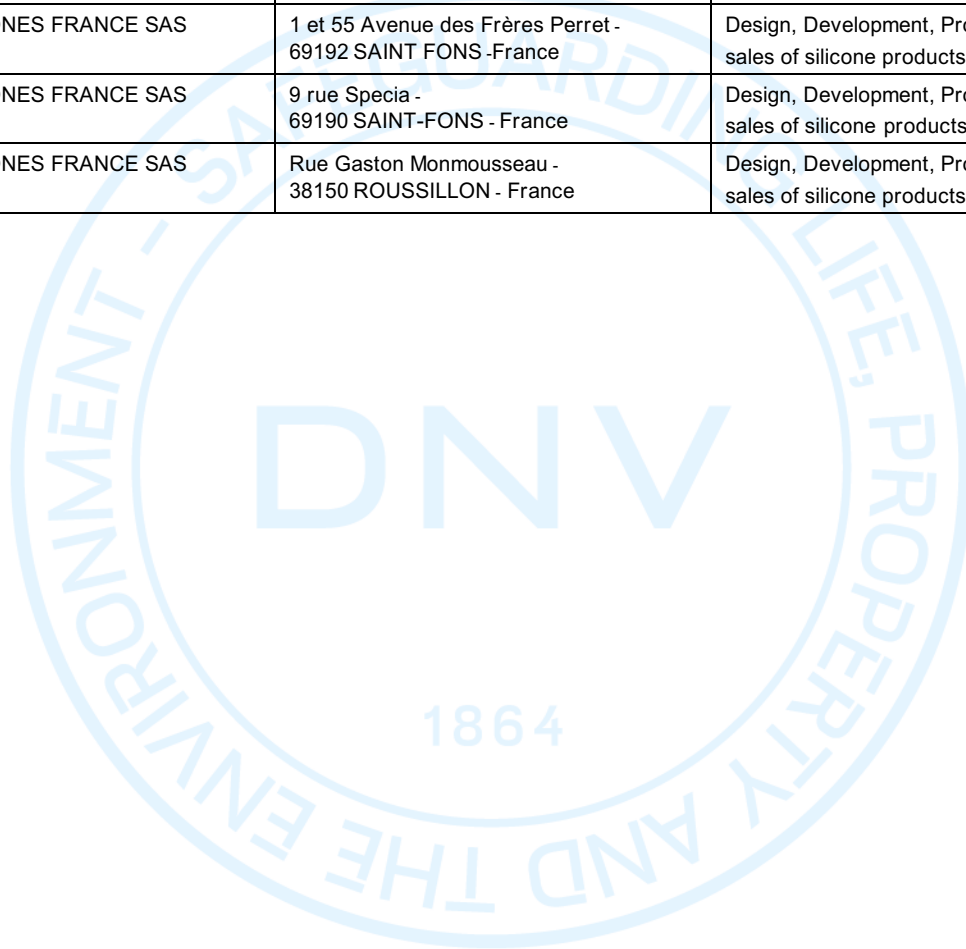 NES FRANCE SAS
1 et 55 Avenue des Frères Perret -
69192 SAINT FONS -France
Design, Development, Pro
sales of silicone products
NES FRANCE SAS
9 rue Specia -
69190 SAINT-FONS - France
Design, Development, Pro
sales of silicone products
NES FRANCE SAS
Rue Gaston Monmousseau -
38150 ROUSSILLON - France
Design, Development, Pro
sales of silicone products
SAFEGUARDING LIFE, PROPERTY AND THE ENVIRONMENT -
DNV
1864